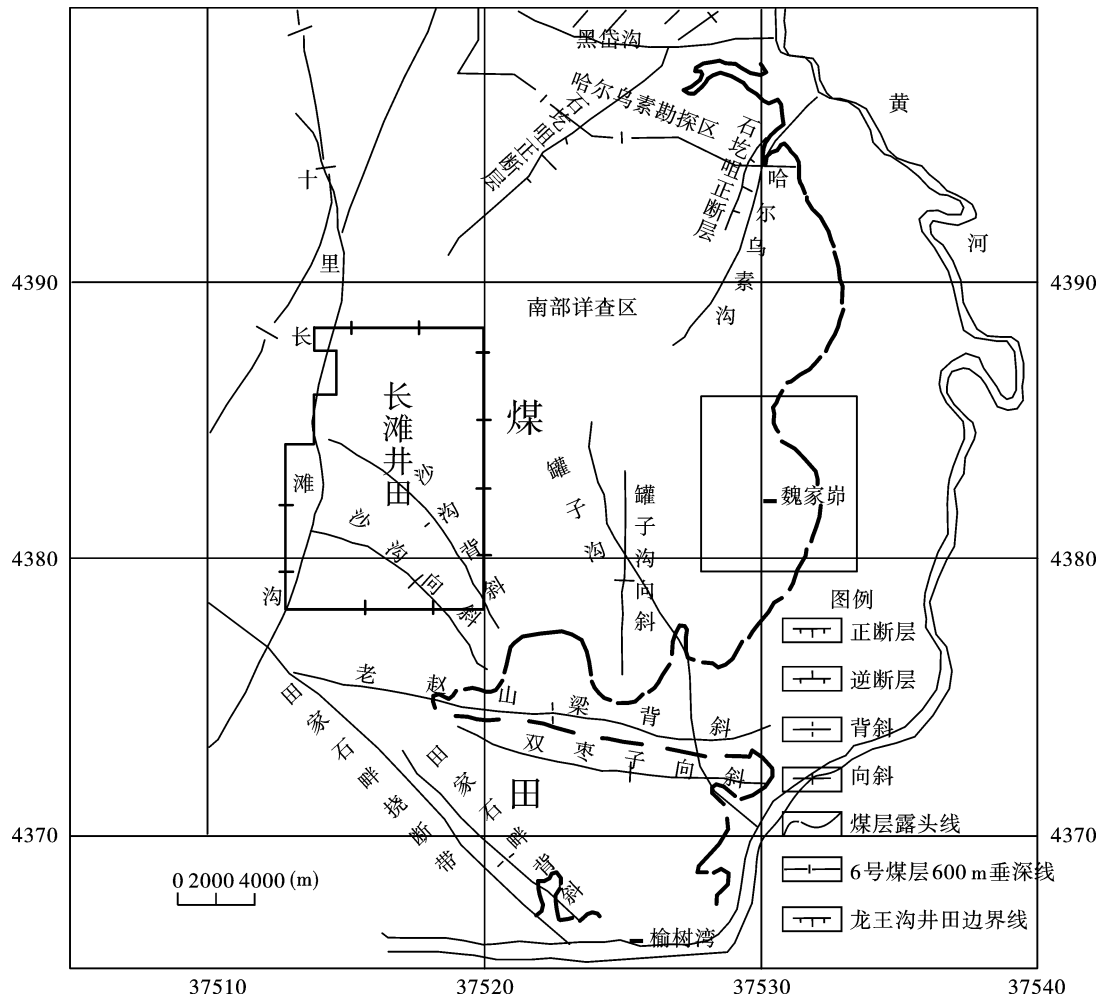 黑岱沟
哈尔乌素勘探区
石圪咀正断层
石圪咀正断层
黄河
哈尔乌素沟
十里长滩沟
4390
4390
南部详查区
长滩井田
煤田
沙沟背斜
沙沟向斜
罐子沟
罐子沟向斜
魏家峁
4380
4380
老赵山梁背斜
双枣子向斜
田家石畔挠断带
田家石畔背斜
4370
4370
图例
正断层
逆断层
背斜
向斜
煤层露头线
6号煤层600 m垂深线
龙王沟井田边界线
0 2000 4000 (m)
榆树湾
37510
37520
37530
37540